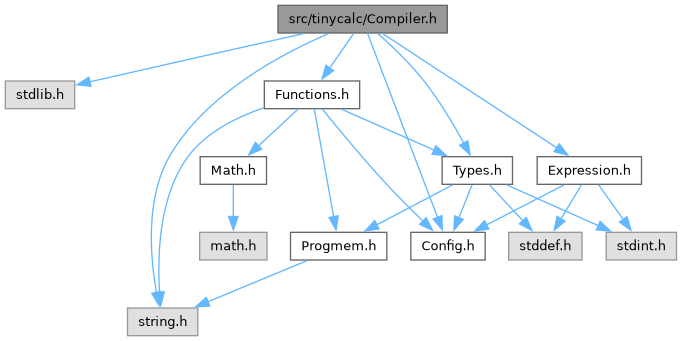 src/tinycalc/Compiler.h
stdlib.h
Functions.h
Math.h
Types.h
Expression.h
math.h
Progmem.h
Config.h
stddef.h
stdint.h
string.h